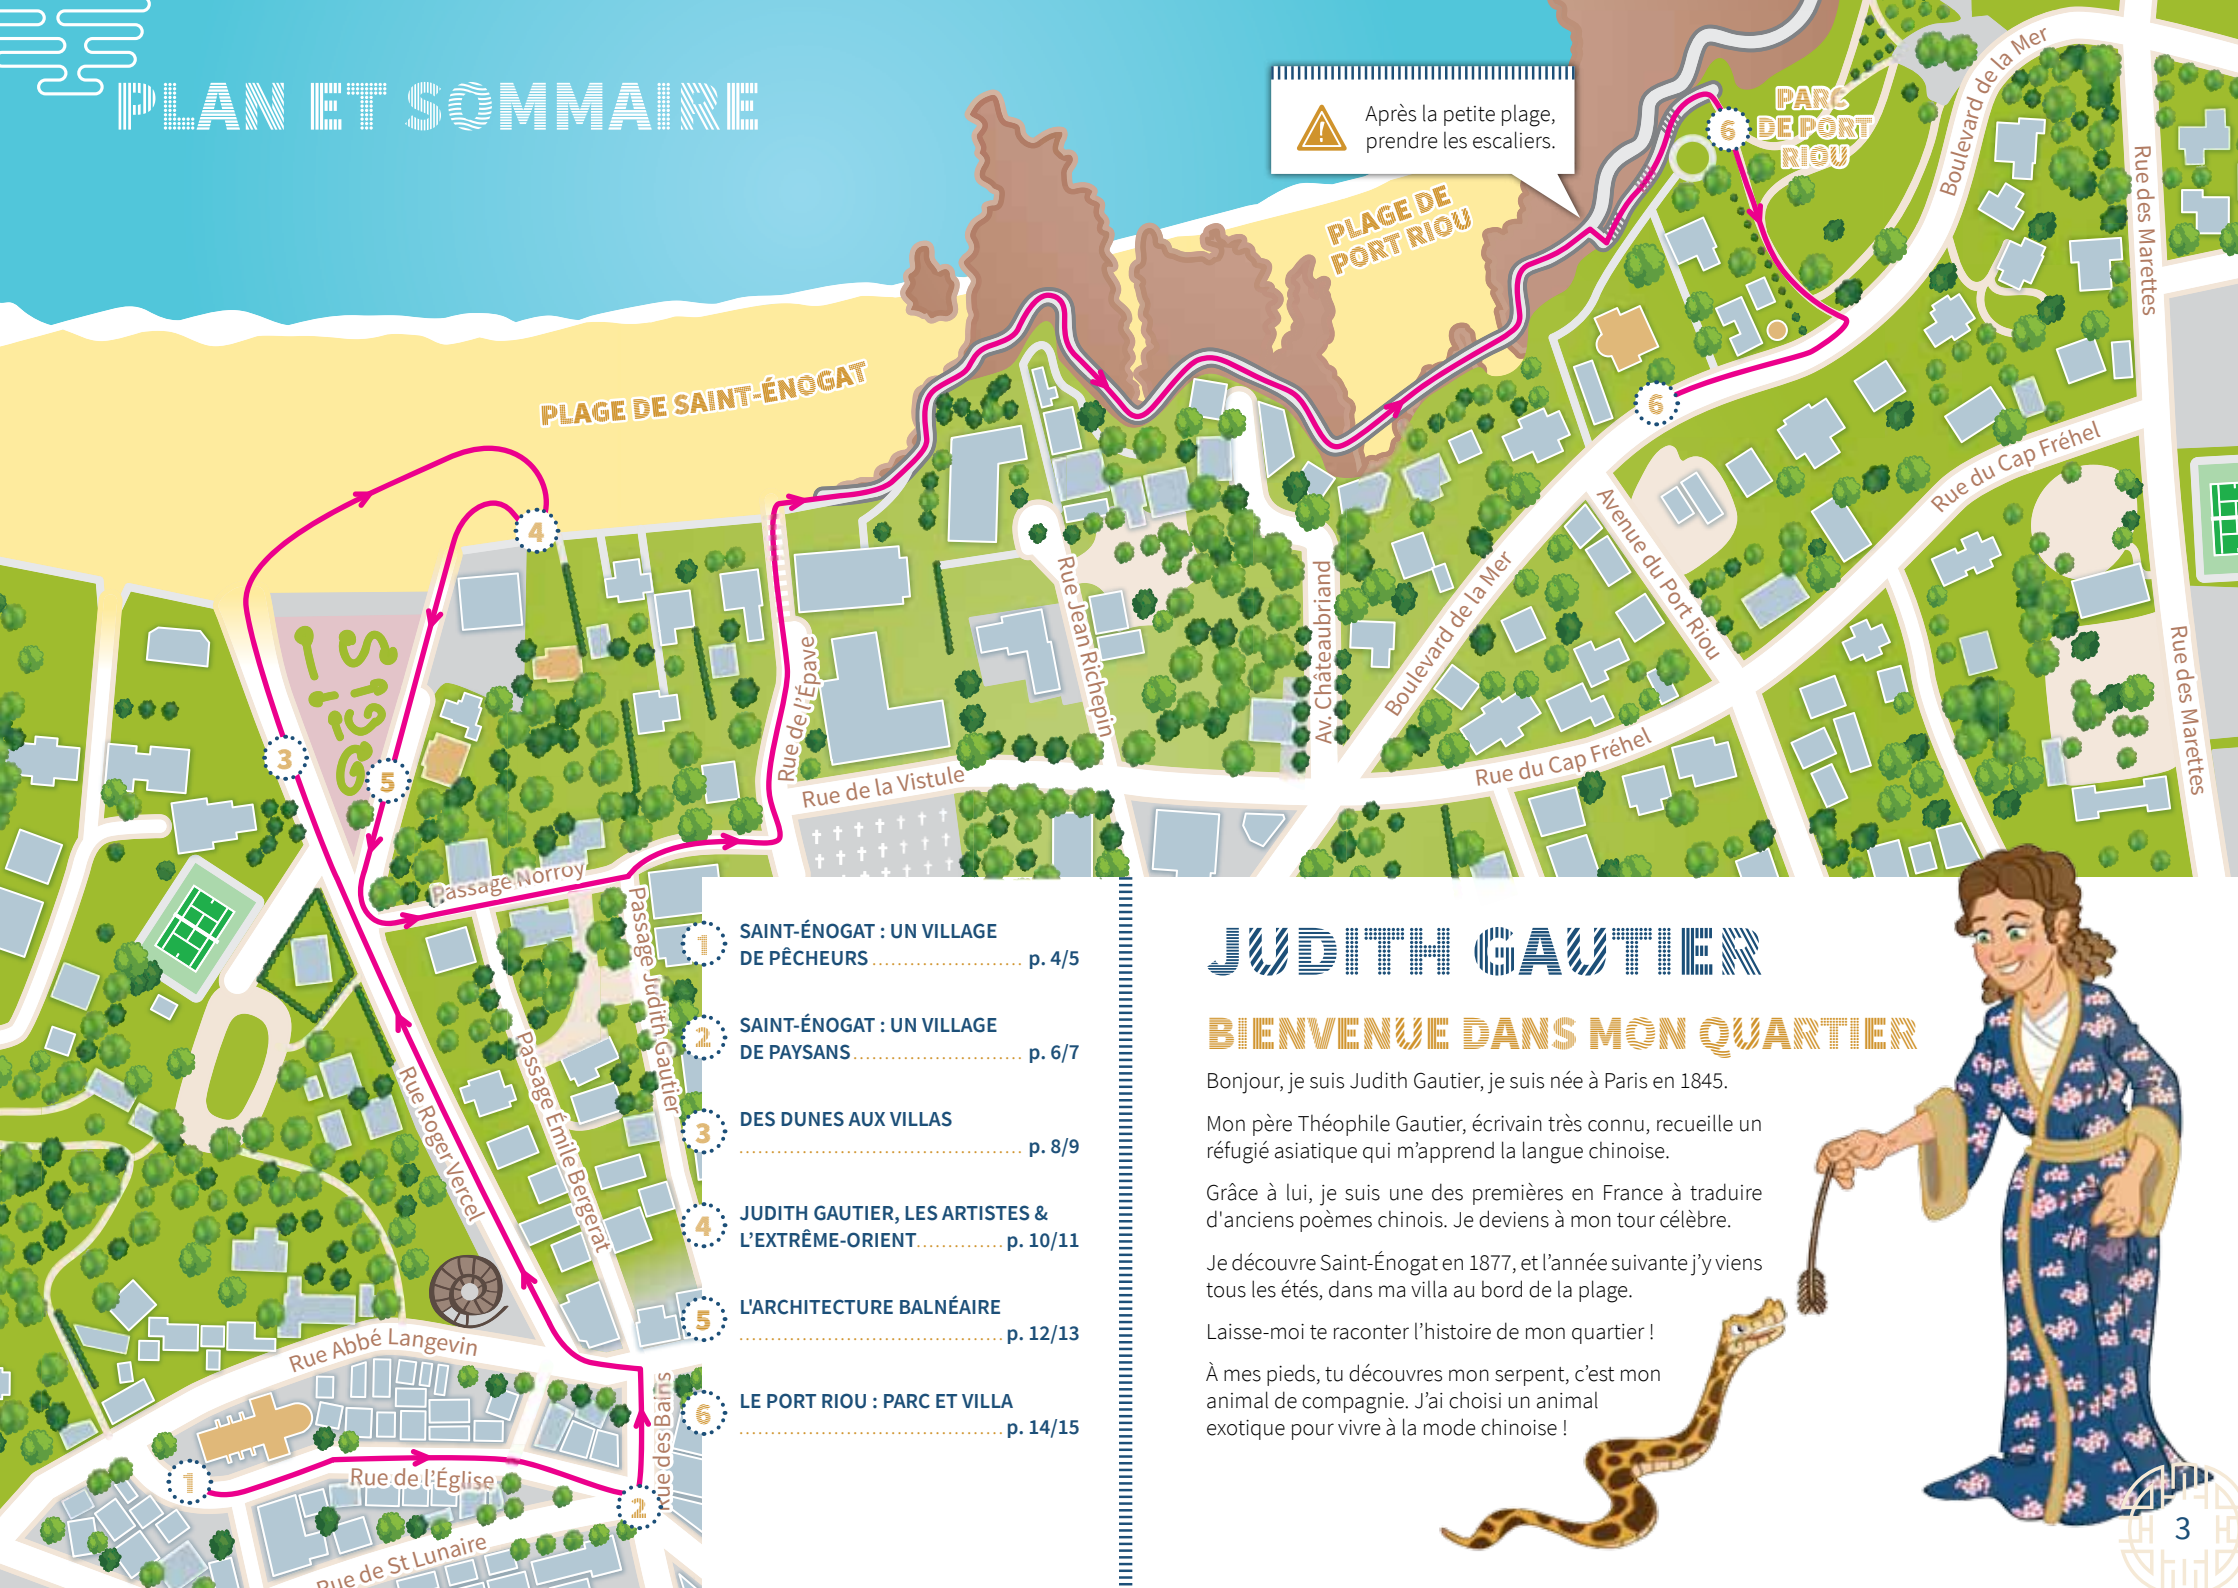 PLAN ET SOMMAIRE
Après la petite plage,
prendre les escaliers.
6
PARC
DE PORT
RIOU
Boulevard de la Mer
Rue des Marettes
PLAGE DE
PORT RIOU
PLAGE DE SAINT-ÉNOGAT
6
4
Rue du Cap Fréhel
Avenue du Port Riou
Rue Jean Richepin
Av. Châteaubriand
Boulevard de la Mer
Rue des Marettes
Rue de l'Épave
3
5
Rue de la Vistule
Rue du Cap Fréhel
Passage Norroy
Passage Judith Gautier
Passage Émile Bergerat
Rue Roger Vercel
Rue Abbé Langevin
Rue des Bains
1
Rue de l'Église
2
Rue de St Lunaire
1
SAINT-ÉNOGAT : UN VILLAGE
DE PÊCHEURS ........................ p. 4/5
2
SAINT-ÉNOGAT : UN VILLAGE
DE PAYSANS ........................... p. 6/7
3
DES DUNES AUX VILLAS
............................................. p. 8/9
4
JUDITH GAUTIER, LES ARTISTES &
L’EXTRÊME-ORIENT.............. p. 10/11
5
L'ARCHITECTURE BALNÉAIRE
.......................................... p. 12/13
6
LE PORT RIOU : PARC ET VILLA
.......................................... p. 14/15
JUDITH GAUTIER
BIENVENUE DANS MON QUARTIER
Bonjour, je suis Judith Gautier, je suis née à Paris en 1845.
Mon père Théophile Gautier, écrivain très connu, recueille un
réfugié asiatique qui m’apprend la langue chinoise.
Grâce à lui, je suis une des premières en France à traduire
d'anciens poèmes chinois. Je deviens à mon tour célèbre.
Je découvre Saint-Énogat en 1877, et l’année suivante j’y viens
tous les étés, dans ma villa au bord de la plage.
Laisse-moi te raconter l’histoire de mon quartier !
À mes pieds, tu découvres mon serpent, c’est mon
animal de compagnie. J’ai choisi un animal
exotique pour vivre à la mode chinoise !
3